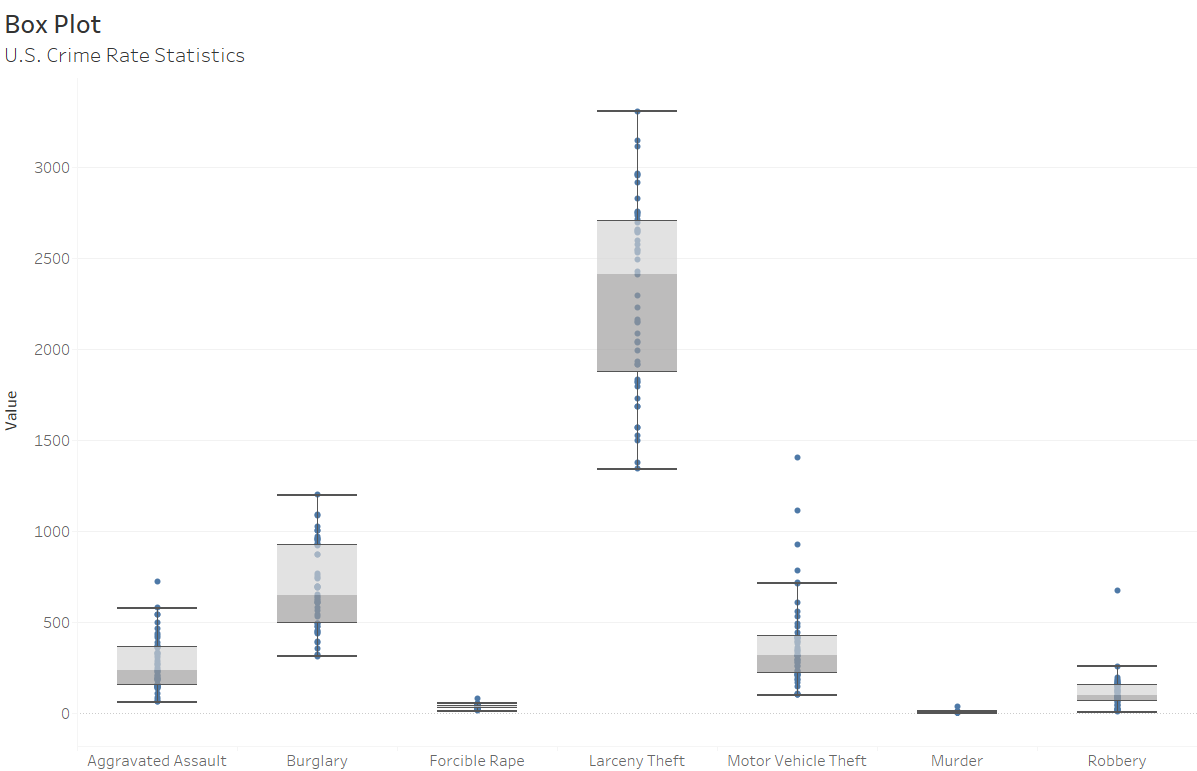 Box Plot
U.S. Crime Rate Statistics
3000
2500
2000
1500
1000
500
0
Value
Aggravated Assault
Burglary
Forcible Rape
Larceny Theft
Motor Vehicle Theft
Murder
Robbery